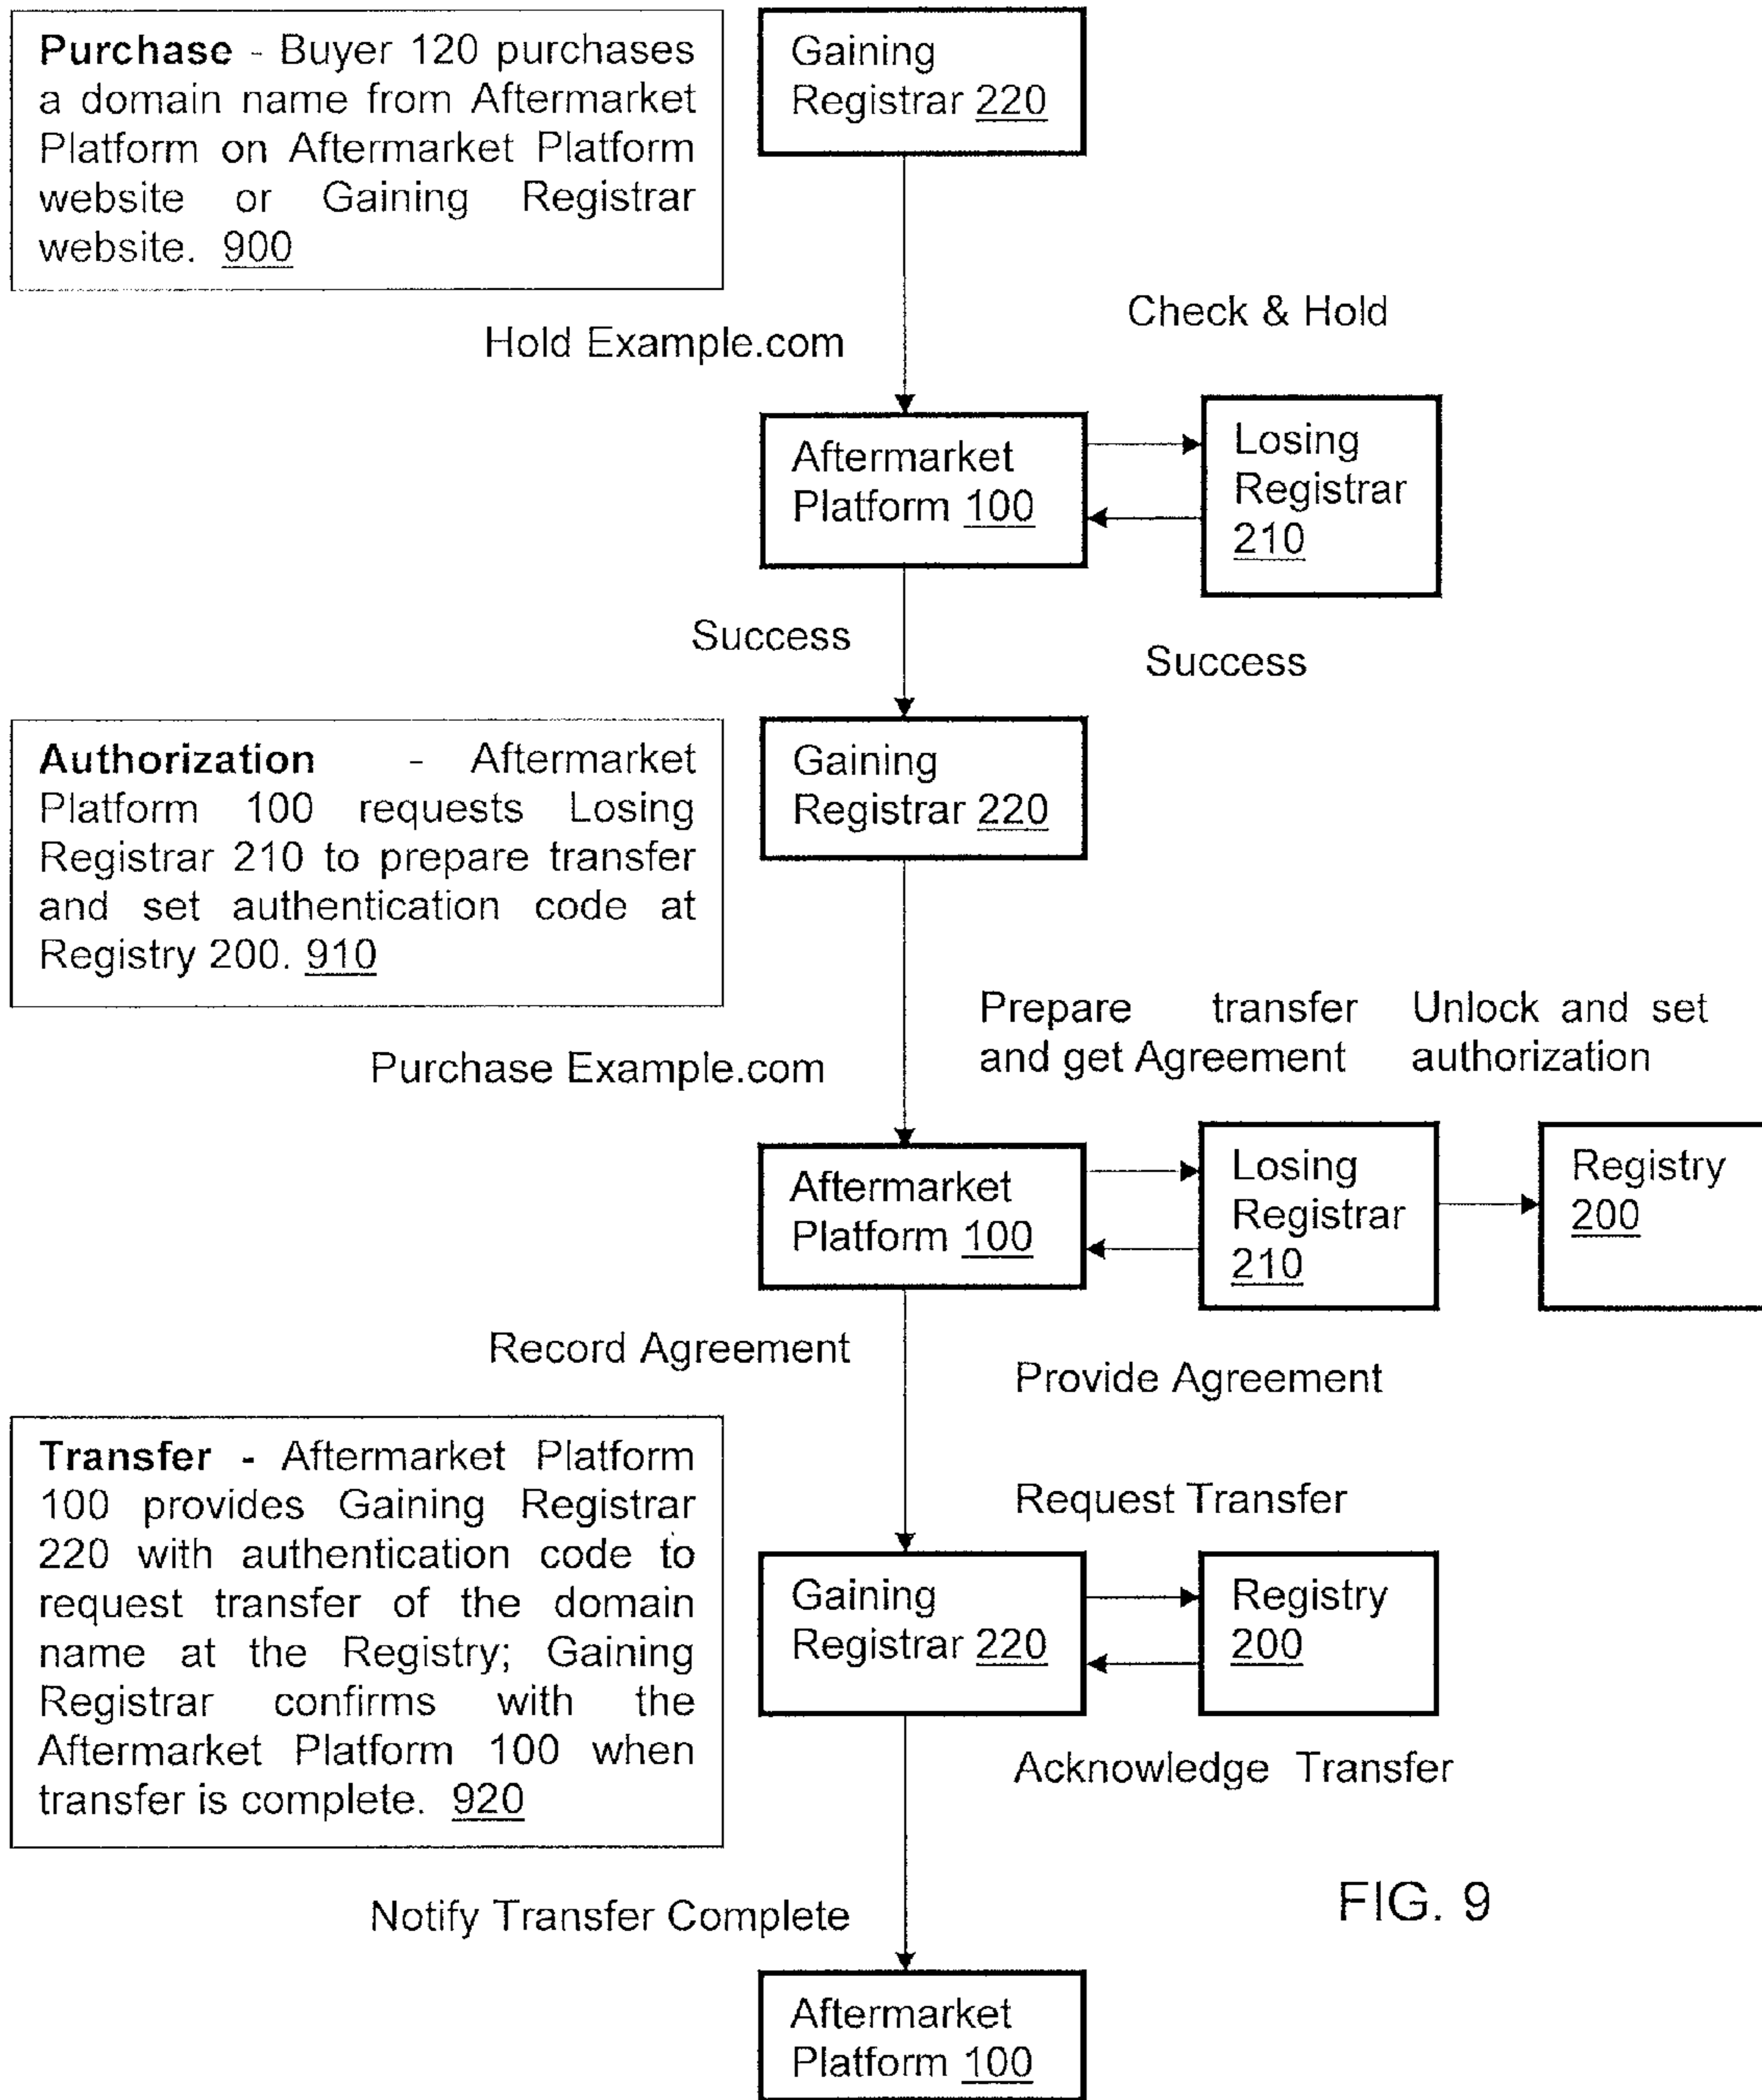 Purchase - Buyer 120 purchases
a domain name from Aftermarket
Platform on Aftermarket Platform
website or Gaining Registrar
website. 900
Gaining
Registrar 220
Hold Example.com
Check & Hold
Aftermarket
Platform 100
Losing
Registrar
210
Success
Success
Authorization - Aftermarket
Platform 100 requests Losing
Registrar 210 to prepare transfer
and set authentication code at
Registry 200. 910
Gaining
Registrar 220
Purchase Example.com
Prepare transfer
and get Agreement
Unlock and set
authorization
Aftermarket
Platform 100
Losing
Registrar
210
Registry
200
Record Agreement
Provide Agreement
Transfer - Aftermarket Platform
100 provides Gaining Registrar
220 with authentication code to
request transfer of the domain
name at the Registry; Gaining
Registrar confirms with the
Aftermarket Platform 100 when
transfer is complete. 920
Request Transfer
Gaining
Registrar 220
Registry
200
Acknowledge Transfer
Notify Transfer Complete
FIG. 9
Aftermarket
Platform 100